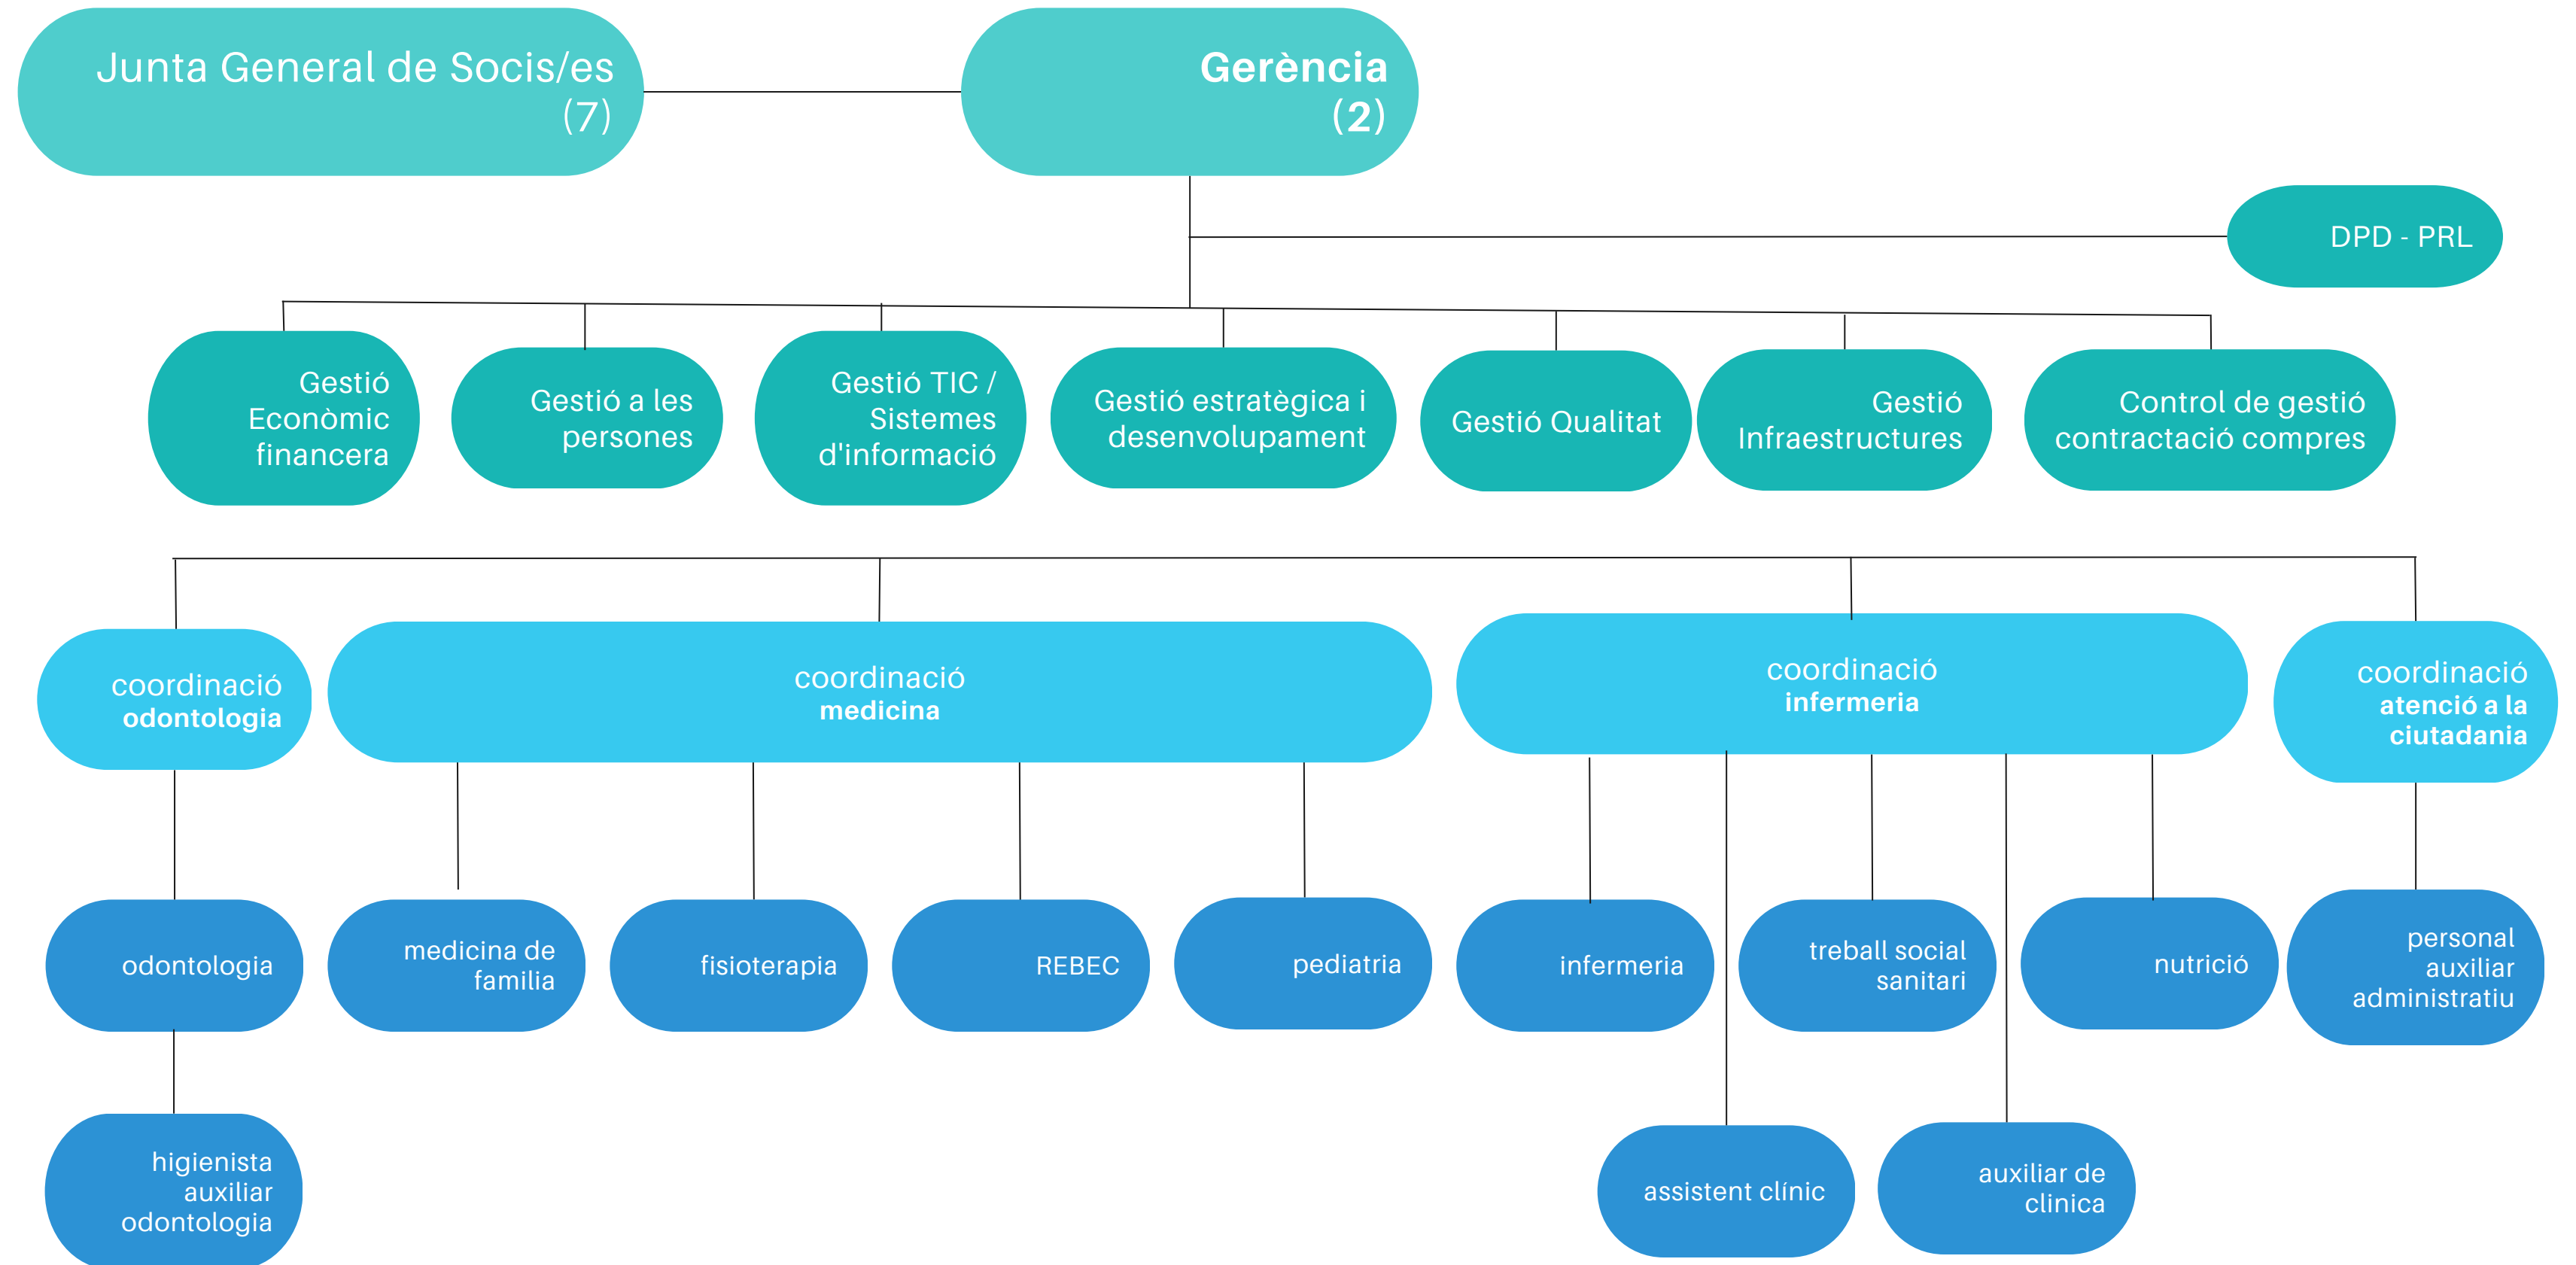 Junta General de Socis/es
(7)
Gerència
(2)
DPD - PRL
Gestió
Econòmic
financera
Gestió a les
persones
Gestió TIC /
Sistemes
d'informació
Gestió estratègica i
desenvolupament
Gestió Qualitat
Gestió
Infraestructures
Control de gestió
contractació compres
coordinació
odontologia
coordinació
medicina
coordinació
infermeria
coordinació
atenció a la
ciutadania
odontologia
medicina de
familia
fisioterapia
REBEC
pediatria
infermeria
treball social
sanitari
nutrició
personal
auxiliar
administratiu
higienista
auxiliar
odontologia
assistent clínic
auxiliar de
clinica